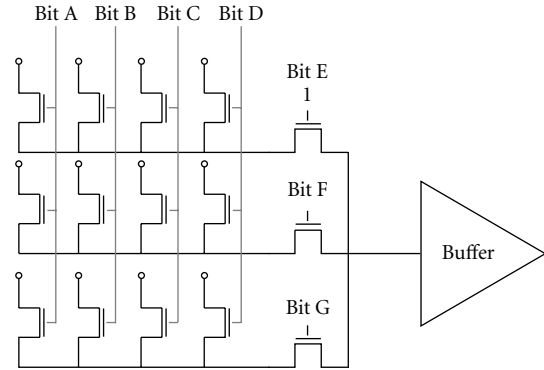 Bit A Bit B Bit C Bit D
Bit E
1
Bit F
Buffer
Bit G